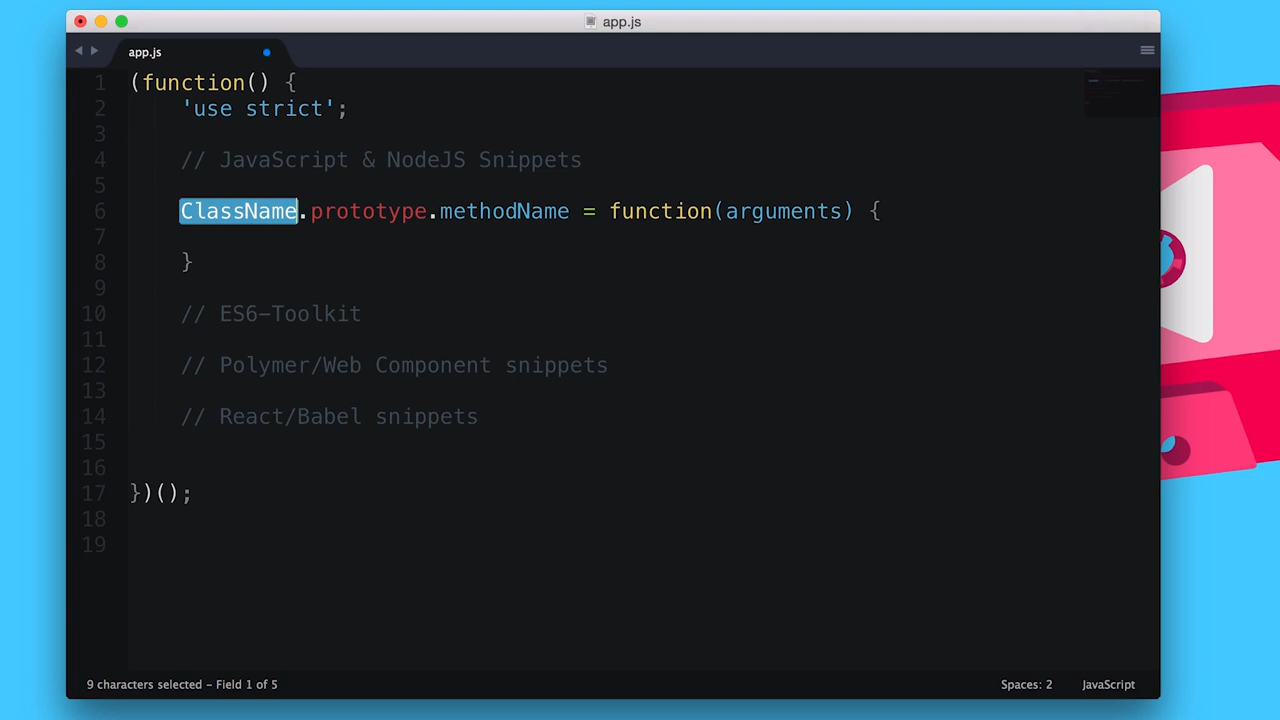 app.js
app.js
1 (function() {
2 'use strict';
3
4 // JavaScript & NodeJS Snippets
5
6 ClassName.prototype.methodName = function(arguments) {
7
8 }
9
10 // ES6-Toolkit
11
12 // Polymer/Web Component snippets
13
14 // React/Babel snippets
15
16
17 })();
18
19
9 characters selected – Field 1 of 5 Spaces: 2 JavaScript